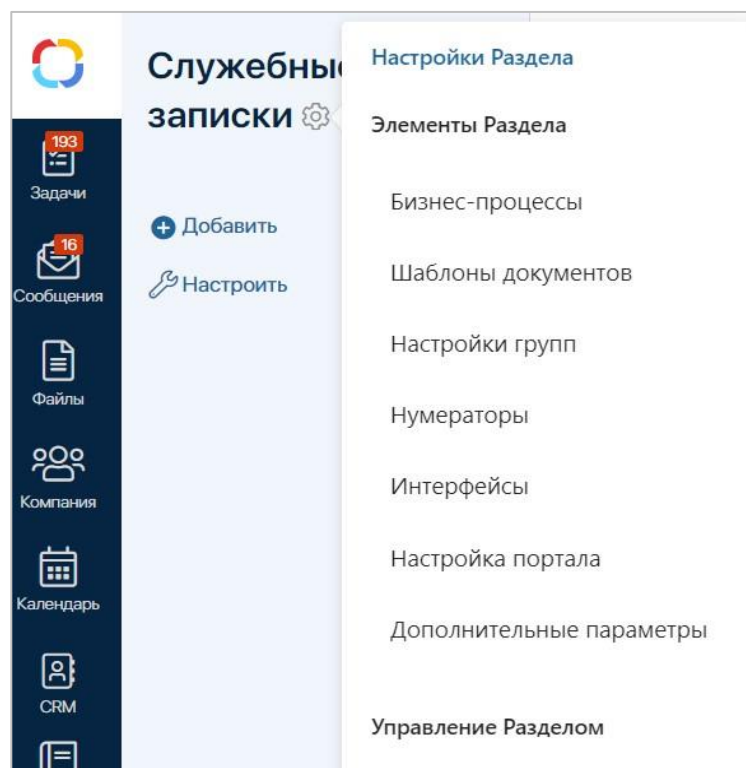 193
Задачи
16
Сообщения
Файлы
Компания
Календарь
CRM
Служебны
записки
Добавить
Настроить
Настройки Раздела
Элементы Раздела
Бизнес-процессы
Шаблоны документов
Настройки групп
Нумераторы
Интерфейсы
Настройка портала
Дополнительные параметры
Управление Разделом